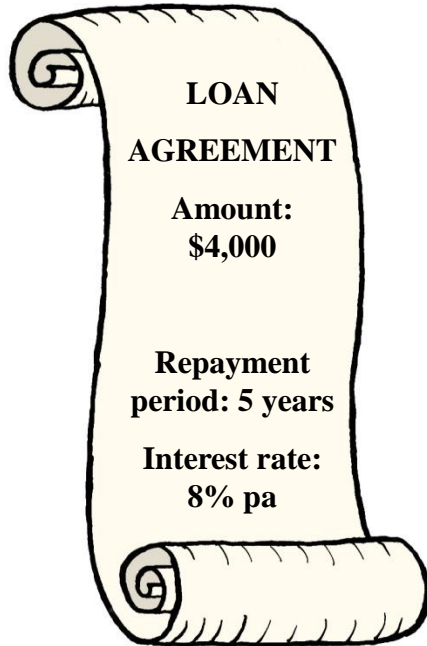 LOAN
AGREEMENT
Amount:
$4,000
Repayment
period: 5 years
Interest rate:
8% pa